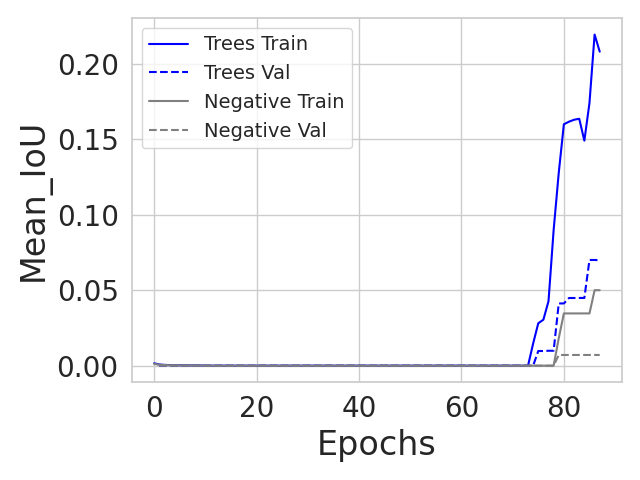 Trees Train
Trees Val
Negative Train
Negative Val
0.20
0.15
0.10
0.05
0.00
Mean_IoU
0 20 40 60 80
Epochs